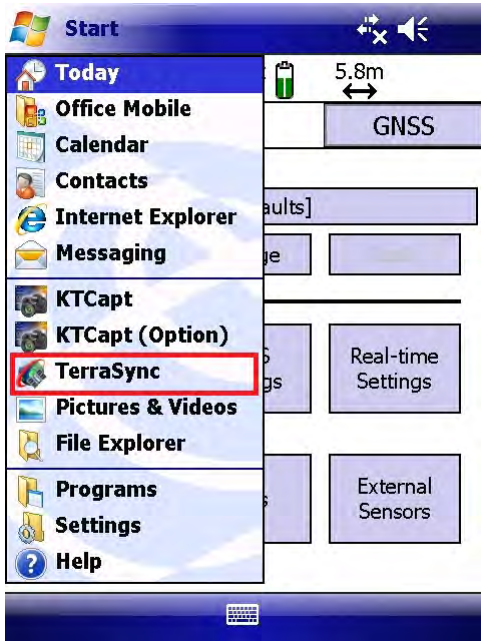 Start
Today
5.8m
Office Mobile
GNSS
Calendar
Contacts
aults]
Internet Explorer
Messaging
ge
KTCapt
KTCapt (Option)
TerraSync
S
gs
Real-time
Settings
Pictures & Videos
File Explorer
Programs
s
External
Sensors
Settings
Help